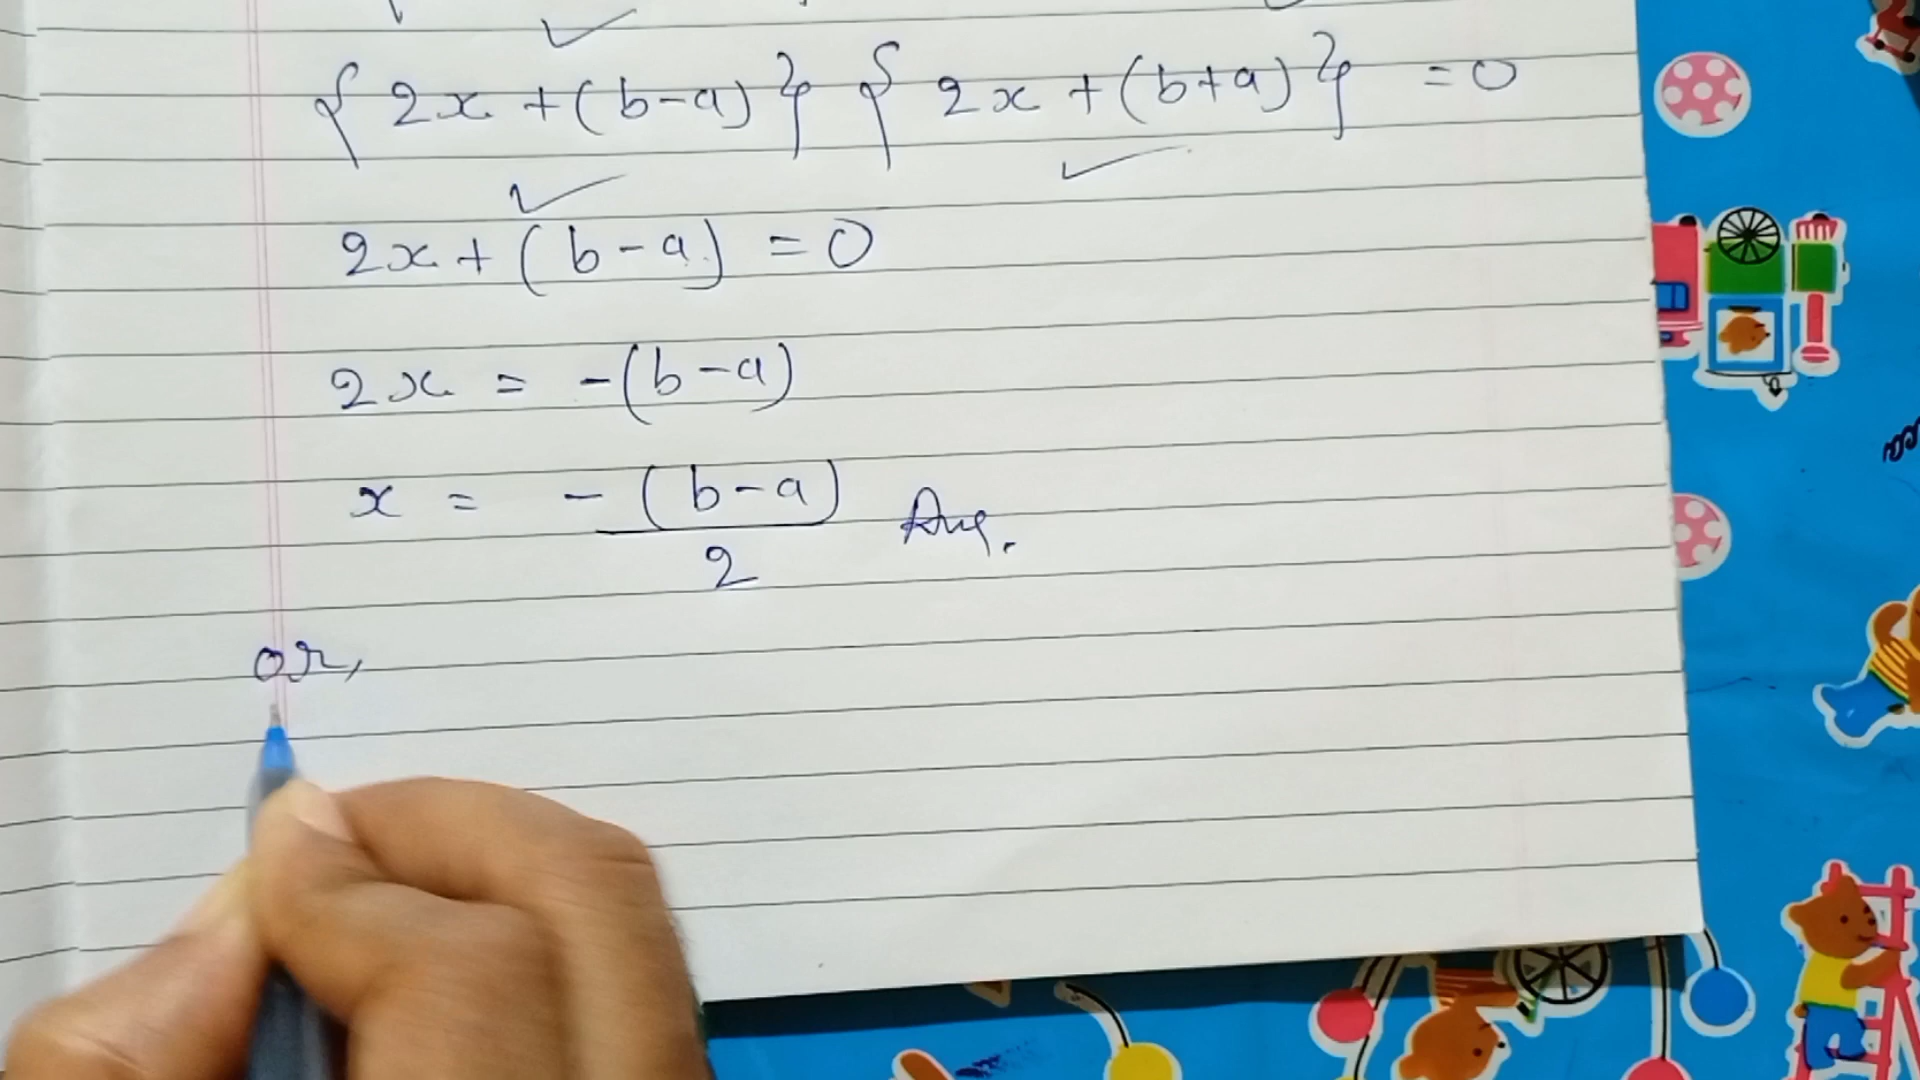 {2x+(b-a)} {2x+(b+a)} =0
2x+(b-a)=0
2x = -(b-a)
x = -(b-a)/2 Ans.
or,